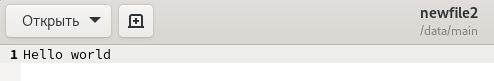 Открыть
newfile2
/data/main
1 Hello world